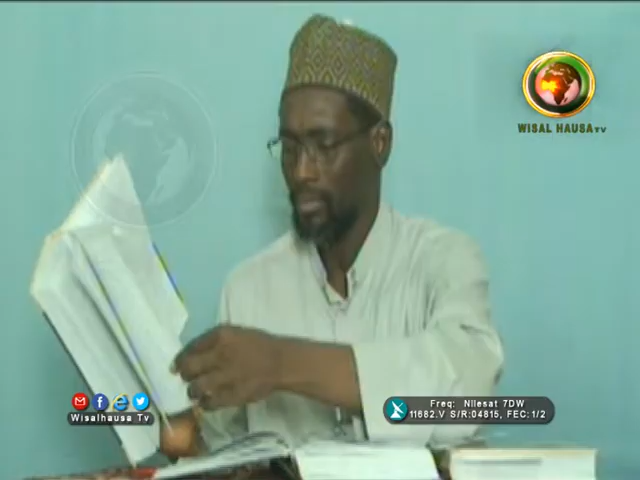 WISAL HAUSA TV
Wisalhausa Tv
Freq: Nilesat 7DW
11682.V S/R:04815, FEC:1/2